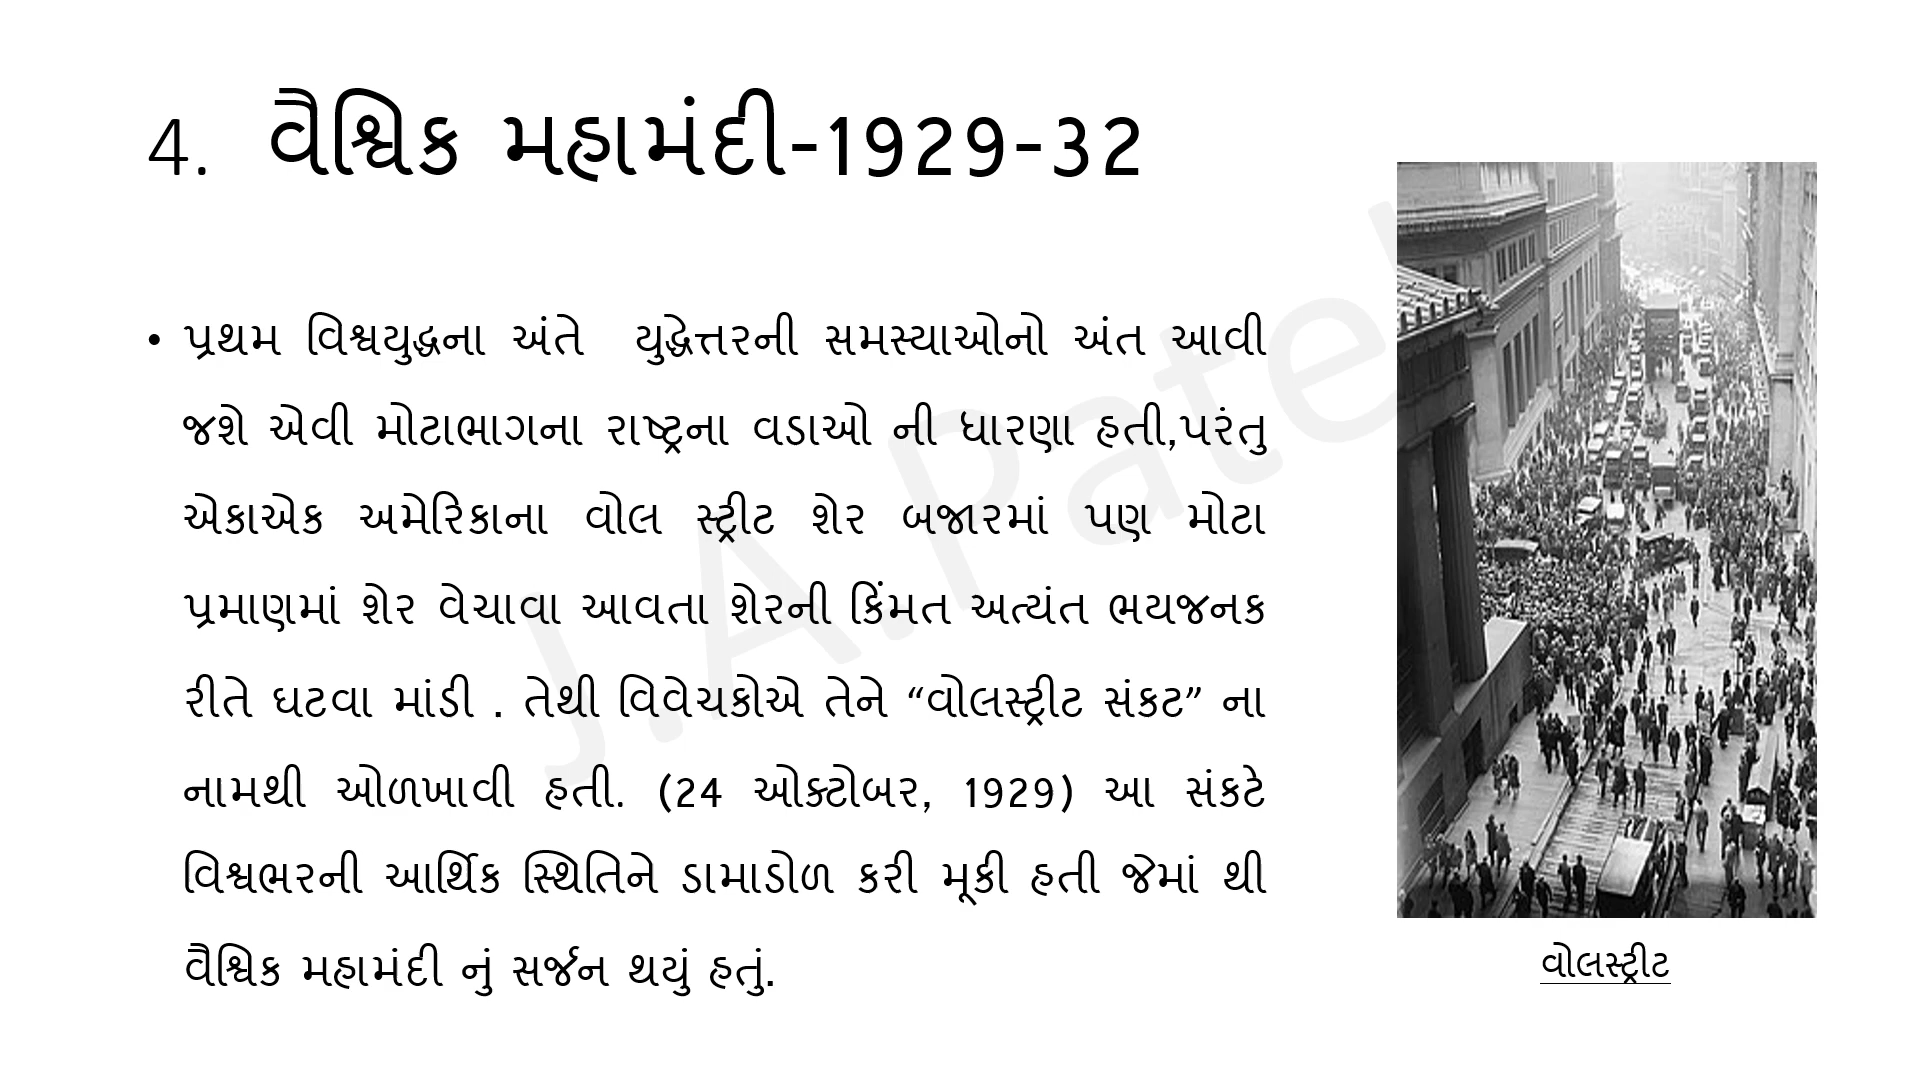 4. વૈશ્વિક મહામંદી-1929-32
• પ્રથમ વિશ્વયુદ્ધના અંતે યુદ્ધેત્તરની સમસ્યાઓનો અંત આવી
જશે એવી મોટાભાગના રાષ્ટ્રના વડાઓ ની ધારણા હતી,પરંતુ
એકાએક અમેરિકાના વોલ સ્ટ્રીટ શેર બજારમાં પણ મોટા
પ્રમાણમાં શેર વેચાવા આવતા શેરની કિંમત અત્યંત ભયજનક
રીતે ઘટવા માંડી . તેથી વિવેચકોએ તેને “વોલસ્ટ્રીટ સંકટ” ના
નામથી ઓળખાવી હતી. (24 ઓક્ટોબર, 1929) આ સંકટે
વિશ્વભરની આર્થિક સ્થિતિને ડામાડોળ કરી મૂકી હતી જેમાં થી
વૈશ્વિક મહામંદી નું સર્જન થયું હતું.
વોલસ્ટ્રીટ
J.A.Patel